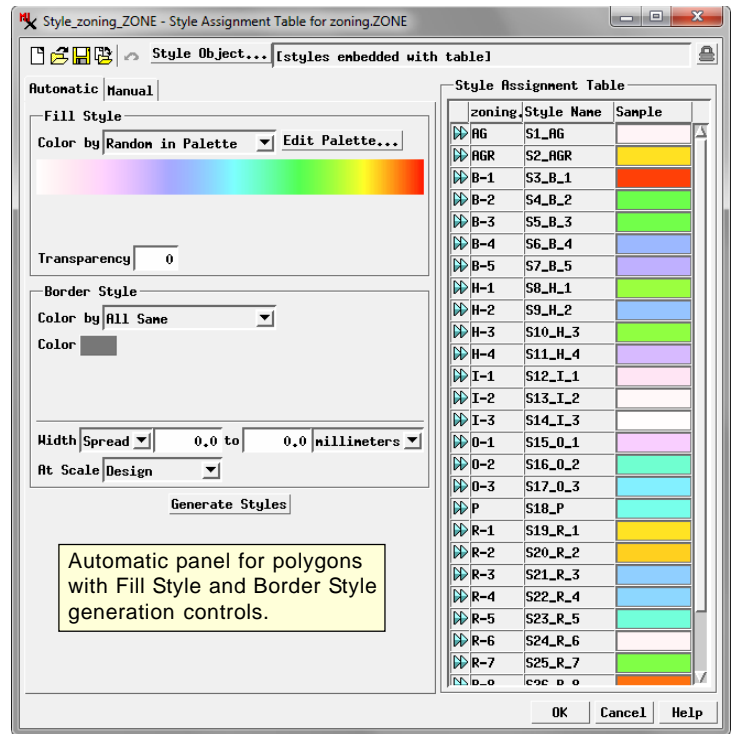 Style_zoning_ZONE - Style Assignment Table for zoning.ZONE
Style Object... [styles embedded with table]
Automatic Manual
Fill Style
Color by Random in Palette Edit Palette...
Transparency 0
Border Style
Color by All Same
Color
Width Spread 0.0 to 0.0 millimeters
At Scale Design
Generate Styles
Automatic panel for polygons
with Fill Style and Border Style
generation controls.
Style Assignment Table
zoning. Style Name Sample
AG S1_AG
AGR S2_AGR
B-1 S3_B_1
B-2 S4_B_2
B-3 S5_B_3
B-4 S6_B_4
B-5 S7_B_5
H-1 S8_H_1
H-2 S9_H_2
H-3 S10_H_3
H-4 S11_H_4
I-1 S12_I_1
I-2 S13_I_2
I-3 S14_I_3
O-1 S15_O_1
O-2 S16_O_2
O-3 S17_O_3
P S18_P
R-1 S19_R_1
R-2 S20_R_2
R-3 S21_R_3
R-4 S22_R_4
R-5 S23_R_5
R-6 S24_R_6
R-7 S25_R_7
OK Cancel Help